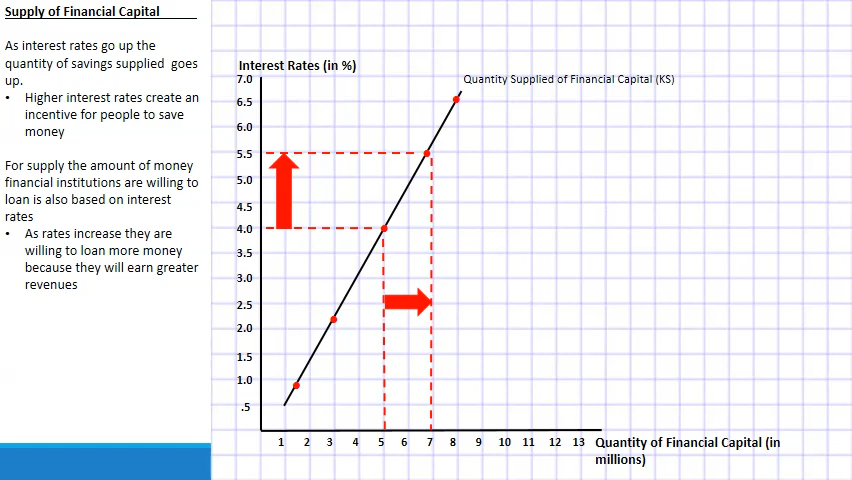 Supply of Financial Capital
As interest rates go up the
quantity of savings supplied  goes
up.
• Higher interest rates create an
incentive for people to save
money
For supply the amount of money
financial institutions are willing to
loan is also based on interest
rates
• As rates increase they are
willing to loan more money
because they will earn greater
revenues
Interest Rates (in %)
Quantity Supplied of Financial Capital (KS)
7.0
6.5
6.0
5.5
5.0
4.5
4.0
3.5
3.0
2.5
2.0
1.5
1.0
.5
1 2 3 4 5 6 7 8 9 10 11 12 13
Quantity of Financial Capital (in
millions)